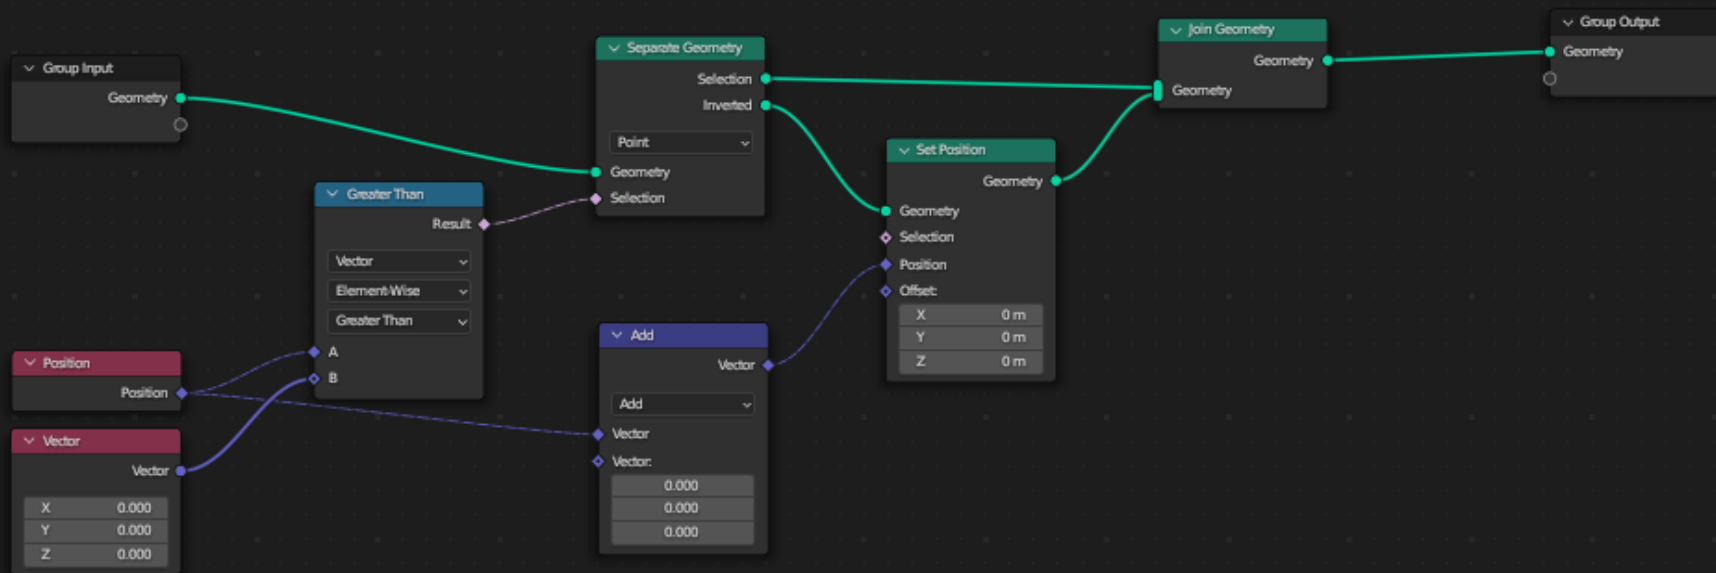 Group Input
Geometry
Position
Position
Vector
Vector
X 0.000
Y 0.000
Z 0.000
Greater Than
Result
Vector
Element-Wise
Greater Than
A
B
Separate Geometry
Selection
Inverted
Point
Geometry
Selection
Add
Vector
Add
Vector
Vector:
0.000
0.000
0.000
Set Position
Geometry
Geometry
Selection
Position
Offset:
X 0 m
Y 0 m
Z 0 m
Join Geometry
Geometry
Geometry
Group Output
Geometry